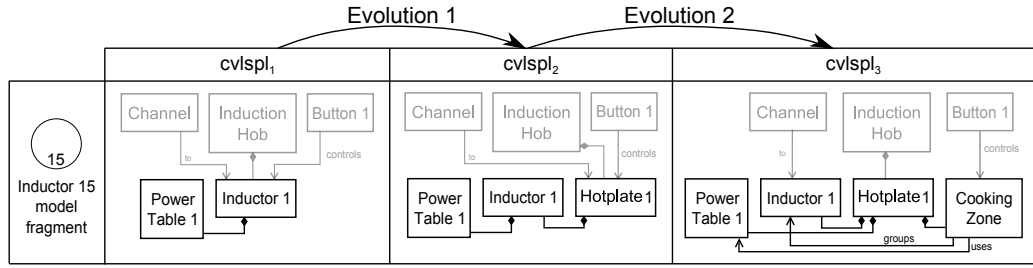 Evolution 1
Evolution 2
cvlspl1
cvlspl2
cvlspl3
15
Inductor 15
model
fragment
Channel
Induction
Hob
Button 1
to
controls
Power
Table 1
Inductor 1
Channel
Induction
Hob
Button 1
to
controls
Power
Table 1
Inductor 1
Hotplate 1
Channel
Induction
Hob
Button 1
to
controls
Power
Table 1
Inductor 1
Hotplate 1
Cooking
Zone
groups
uses